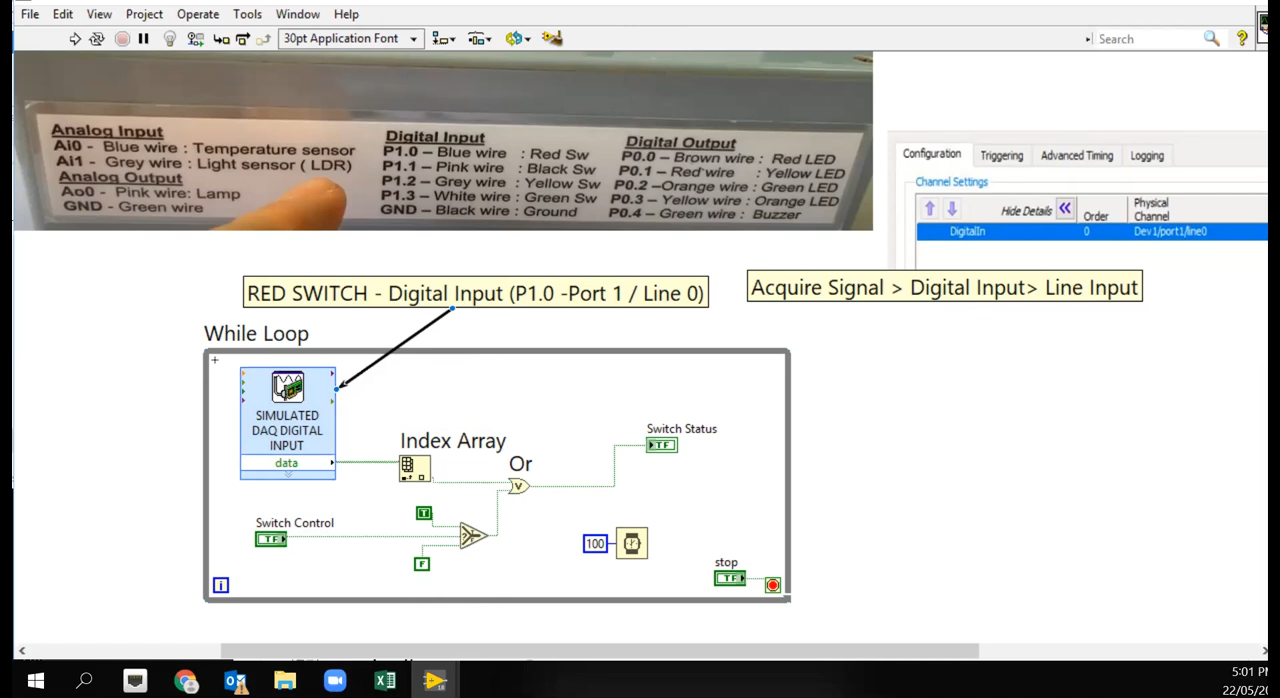 File Edit View Project Operate Tools Window Help
30pt Application Font
Search
Analog Input
Ai0 - Blue wire : Temperature sensor
Ai1 - Grey wire : Light sensor ( LDR)
Analog Output
Ao0 - Pink wire: Lamp
GND - Green wire
Digital Input
P1.0 – Blue wire : Red Sw
P1.1 – Pink wire : Black Sw
P1.2 – Grey wire : Yellow Sw
P1.3 – White wire : Green Sw
GND – Black wire : Ground
Digital Output
P0.0 – Brown wire : Red LED
P0.1 - Red wire : Yellow LED
P0.2 –Orange wire : Green LED
P0.3 – Yellow wire : Orange LED
P0.4 – Green wire : Buzzer
Configuration Triggering Advanced Timing Logging
Channel Settings
Hide Details
Order
Physical
Channel
DigitalIn 0 Dev1/port1/line0
RED SWITCH - Digital Input (P1.0 -Port 1 / Line 0)
Acquire Signal > Digital Input> Line Input
While Loop
SIMULATED
DAQ DIGITAL
INPUT
data
Index Array
Or
Switch Status
TF
Switch Control
TF
T
F
100
stop
TF
i
5:01 P
22/05/20